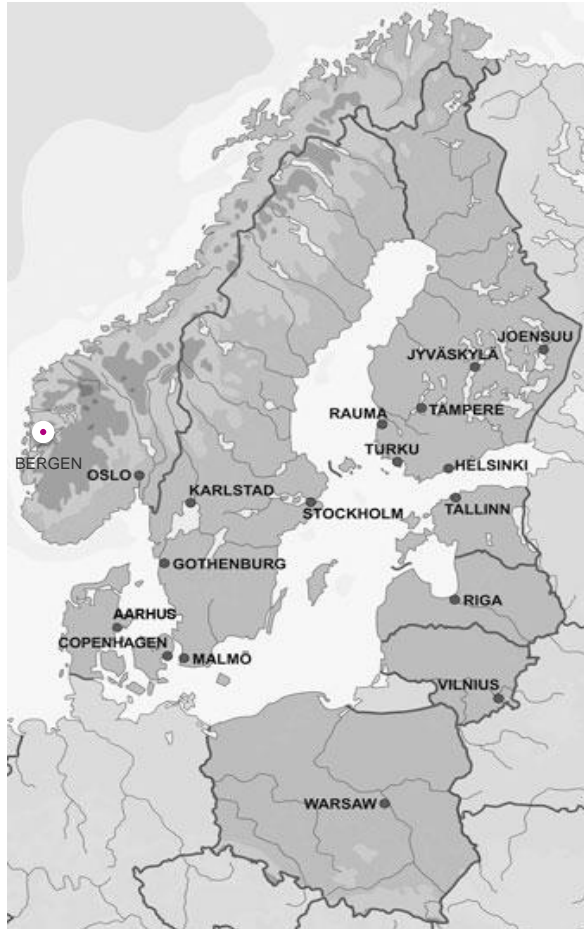 JOENSUU
JYVÄSKYLÄ
RAUMA
TAMPERE
TURKU
BERGEN
OSLO
HELSINKI
KARLSTAD
STOCKHOLM
TALLINN
GOTHENBURG
RIGA
AARHUS
COPENHAGEN
MALMÖ
VILNIUS
WARSAW